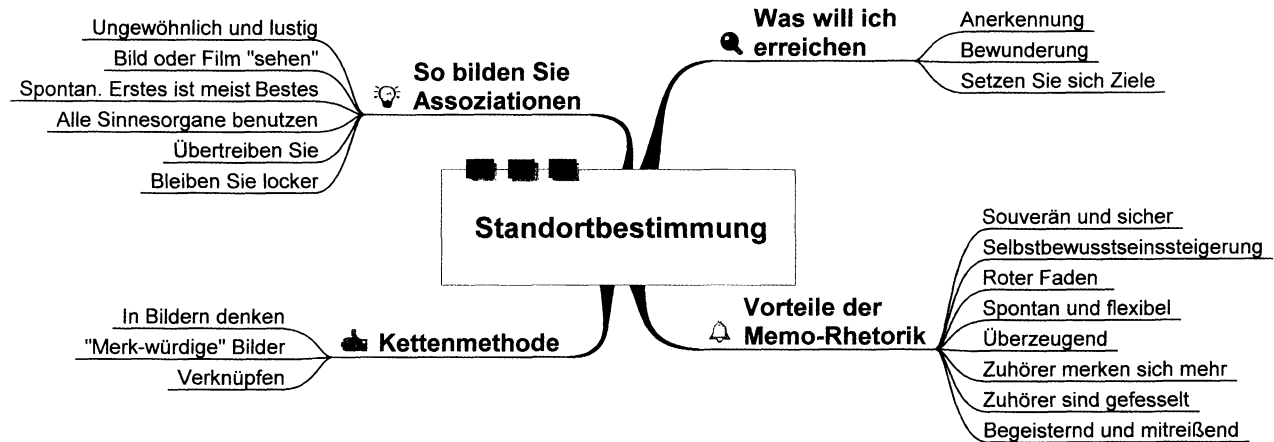 Standortbestimmung
Was will ich
erreichen
Anerkennung
Bewunderung
Setzen Sie sich Ziele
Vorteile der
Memo-Rhetorik
Souverän und sicher
Selbstbewusstseinssteigerung
Roter Faden
Spontan und flexibel
Überzeugend
Zuhörer merken sich mehr
Zuhörer sind gefesselt
Begeisternd und mitreißend
Kettenmethode
In Bildern denken
"Merk-würdige" Bilder
Verknüpfen
So bilden Sie
Assoziationen
Ungewöhnlich und lustig
Bild oder Film "sehen"
Spontan. Erstes ist meist Bestes
Alle Sinnesorgane benutzen
Übertreiben Sie
Bleiben Sie locker